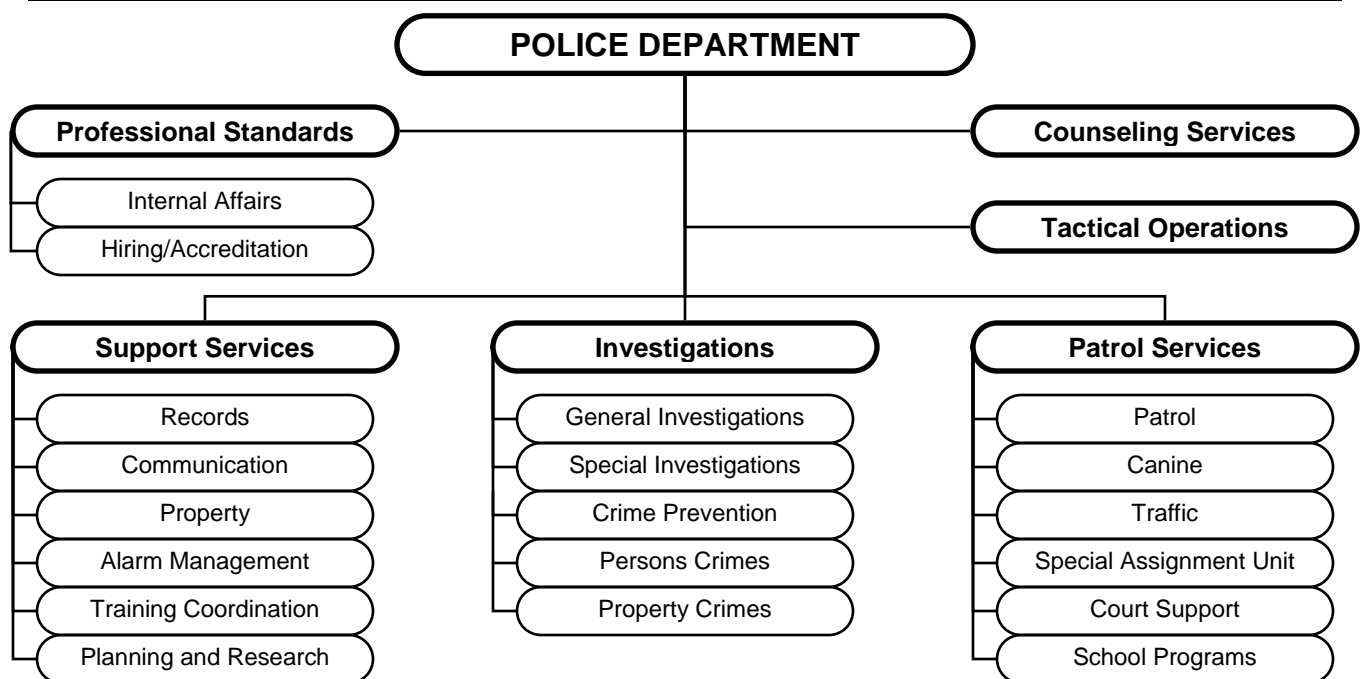 POLICE DEPARTMENT
Professional Standards
Counseling Services
Internal Affairs
Hiring/Accreditation
Tactical Operations
Support Services
Records
Communication
Property
Alarm Management
Training Coordination
Planning and Research
Investigations
General Investigations
Special Investigations
Crime Prevention
Persons Crimes
Property Crimes
Patrol Services
Patrol
Canine
Traffic
Special Assignment Unit
Court Support
School Programs